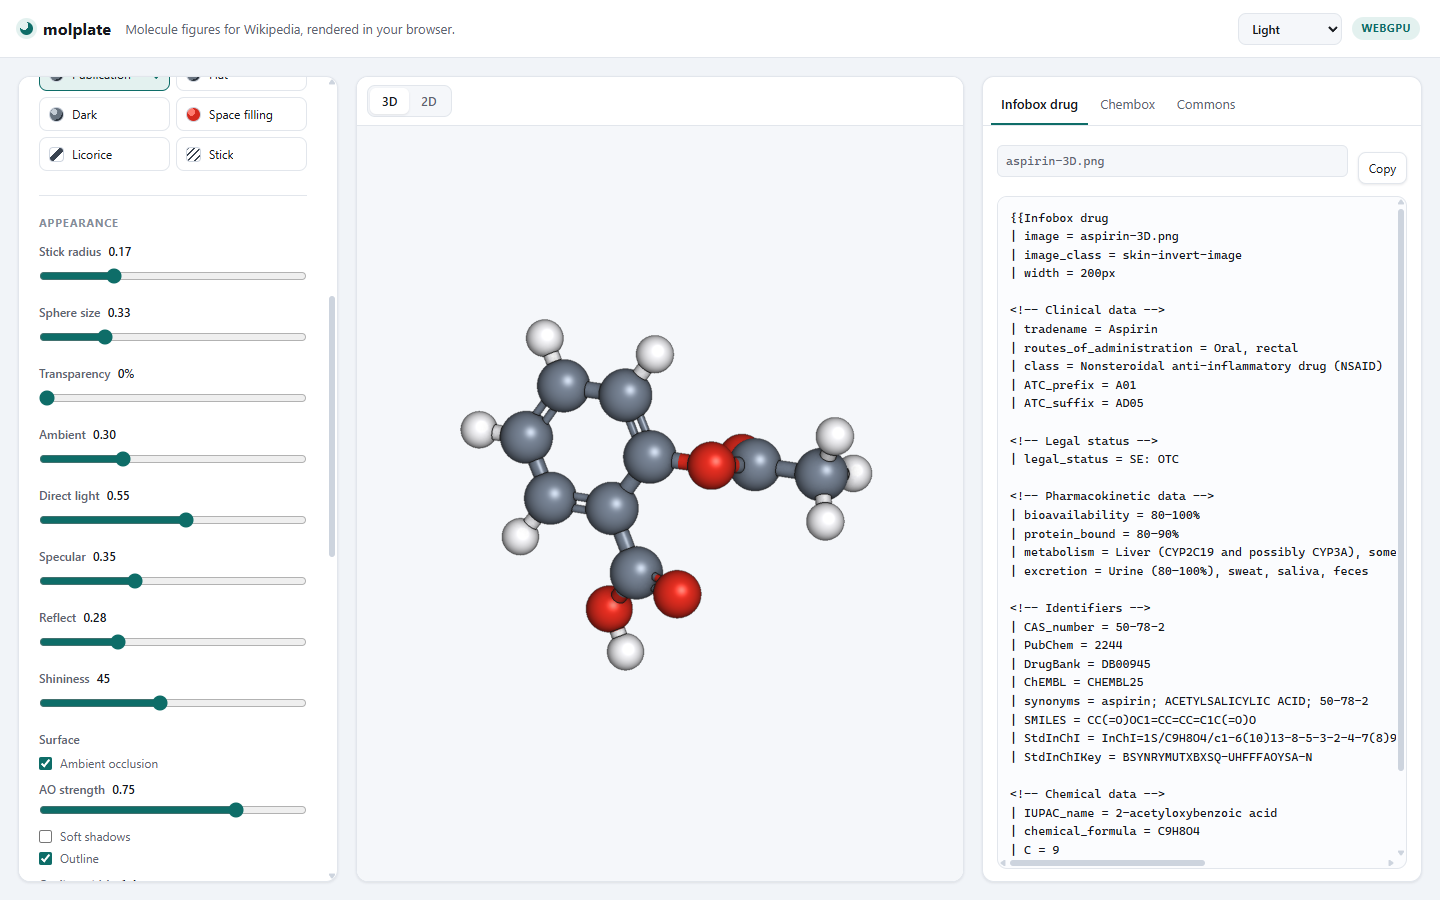 molplate
Molecule figures for Wikipedia, rendered in your browser.
Light
WEBGPU
Dark
Space filling
Licorice
Stick
APPEARANCE
Stick radius 0.17
Sphere size 0.33
Transparency 0%
Ambient 0.30
Direct light 0.55
Specular 0.35
Reflect 0.28
Shininess 45
Surface
Ambient occlusion
AO strength 0.75
Soft shadows
Outline
3D 2D
Infobox drug Chembox Commons
aspirin-3D.png
Copy
{{Infobox drug
| image = aspirin-3D.png
| image_class = skin-invert-image
| width = 200px
<!-- Clinical data -->
| tradename = Aspirin
| routes_of_administration = Oral, rectal
| class = Nonsteroidal anti-inflammatory drug (NSAID)
| ATC_prefix = A01
| ATC_suffix = AD05
<!-- Legal status -->
| legal_status = SE: OTC
<!-- Pharmacokinetic data -->
| bioavailability = 80-100%
| protein_bound = 80-90%
| metabolism = Liver (CYP2C19 and possibly CYP3A), some
| excretion = Urine (80-100%), sweat, saliva, feces
<!-- Identifiers -->
| CAS_number = 50-78-2
| PubChem = 2244
| DrugBank = DB00945
| ChEMBL = CHEMBL25
| synonyms = aspirin; ACETYLSALICYLIC ACID; 50-78-2
| SMILES = CC(=O)OC1=CC=CC=C1C(=O)O
| StdInChI = InChI=1S/C9H8O4/c1-6(10)13-8-5-3-2-4-7(8)9
| StdInChIKey = BSYNRYMUTXBXSQ-UHFFFAOYSA-N
<!-- Chemical data -->
| IUPAC_name = 2-acetyloxybenzoic acid
| chemical_formula = C9H8O4
| C = 9